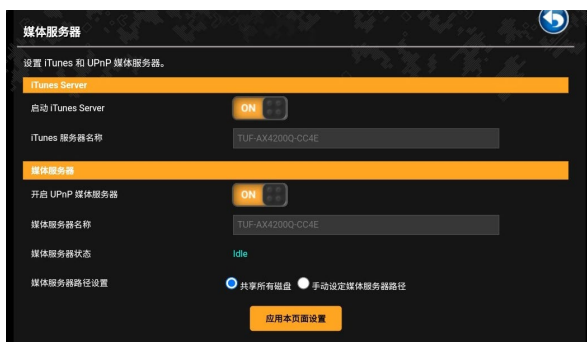 媒体服务器
设置 iTunes 和 UPnP 媒体服务器。
iTunes Server
启动 iTunes Server
ON
iTunes 服务器名称
TUF-AX4200Q-CC4E
媒体服务器
开启 UPnP 媒体服务器
ON
媒体服务器名称
TUF-AX4200Q-CC4E
媒体服务器状态
Idle
媒体服务器路径设置
共享所有磁盘 手动设定媒体服务器路径
应用本页面设置